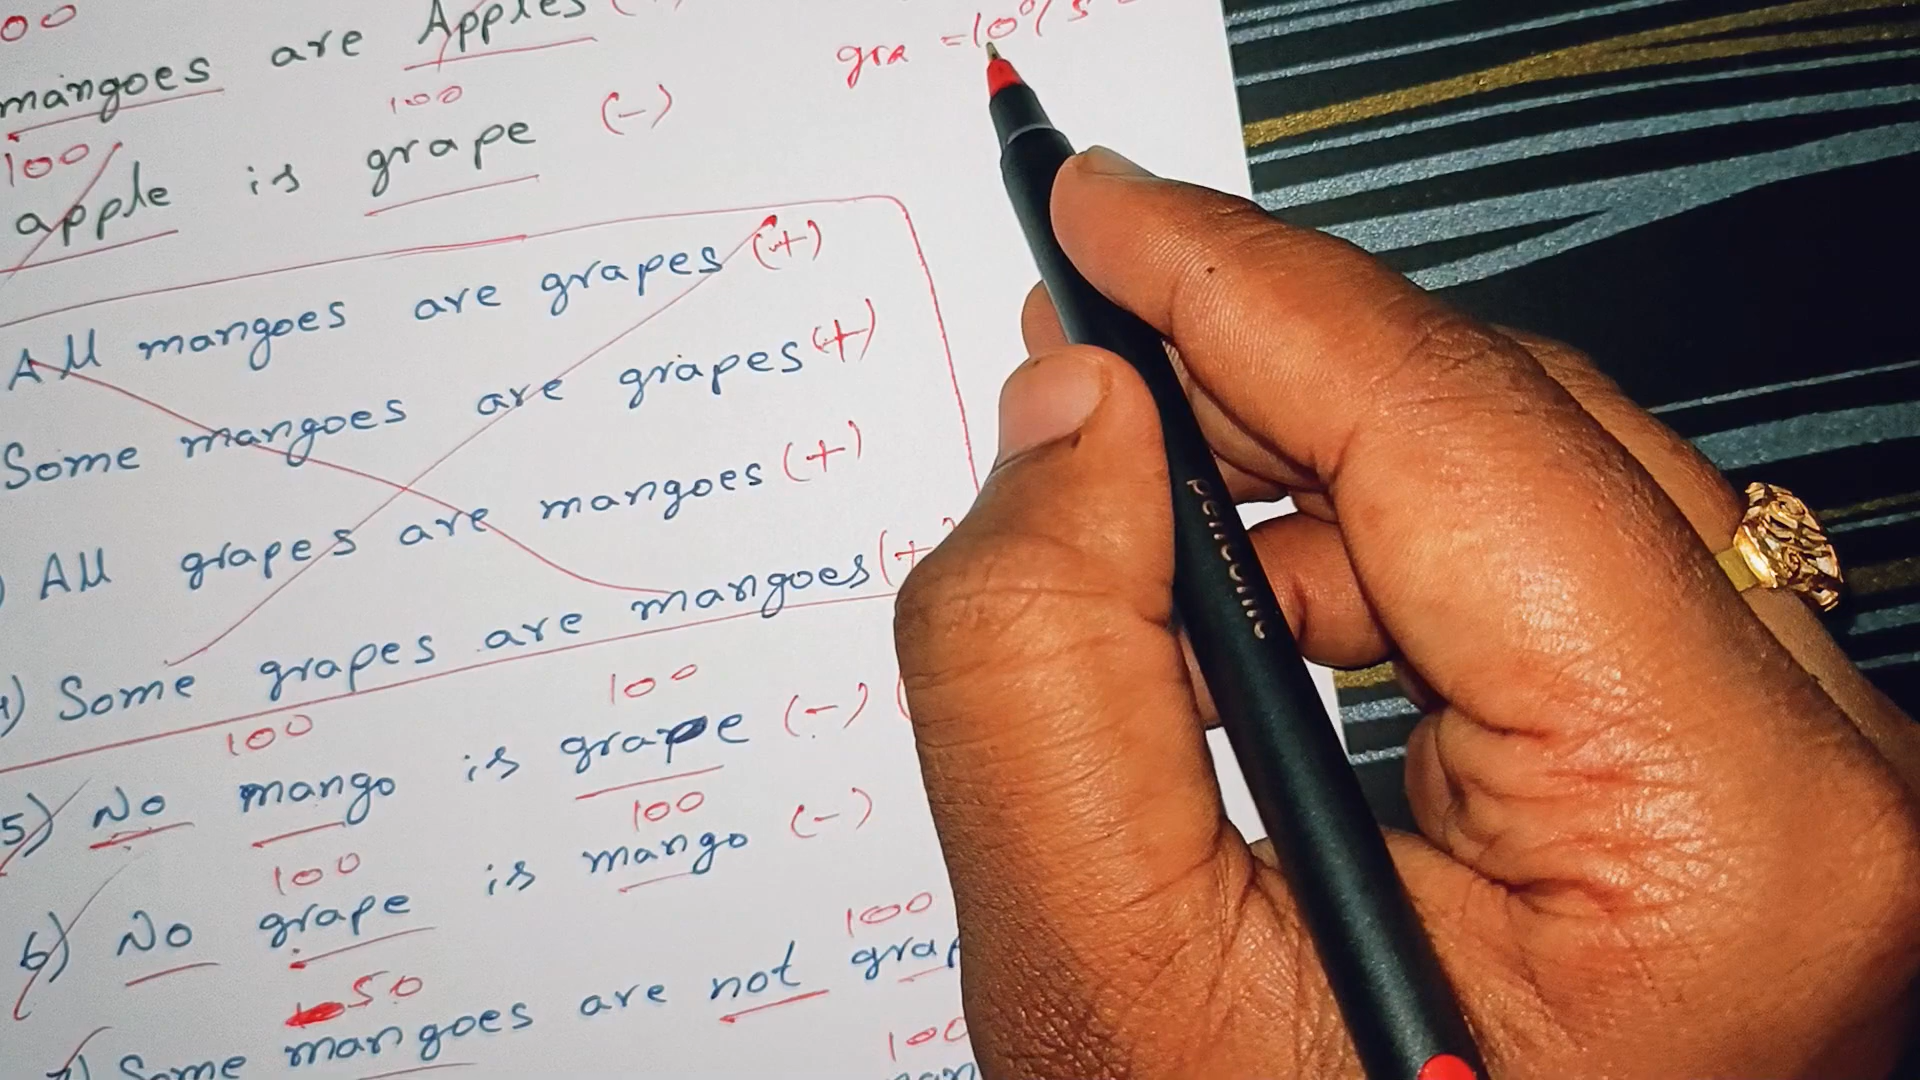 00
mangoes are Apples
gra = 100/
100
100/
apple is grape (-)
All mangoes are grapes (+)
Some mangoes are grapes (+)
) All grapes are mangoes (+)
) Some grapes are mangoes (+
100 100
5) No mango is grape (-) (
100 100
6) No grape is mango (-)
50 100
Some mangoes are not grap
100
pentonic